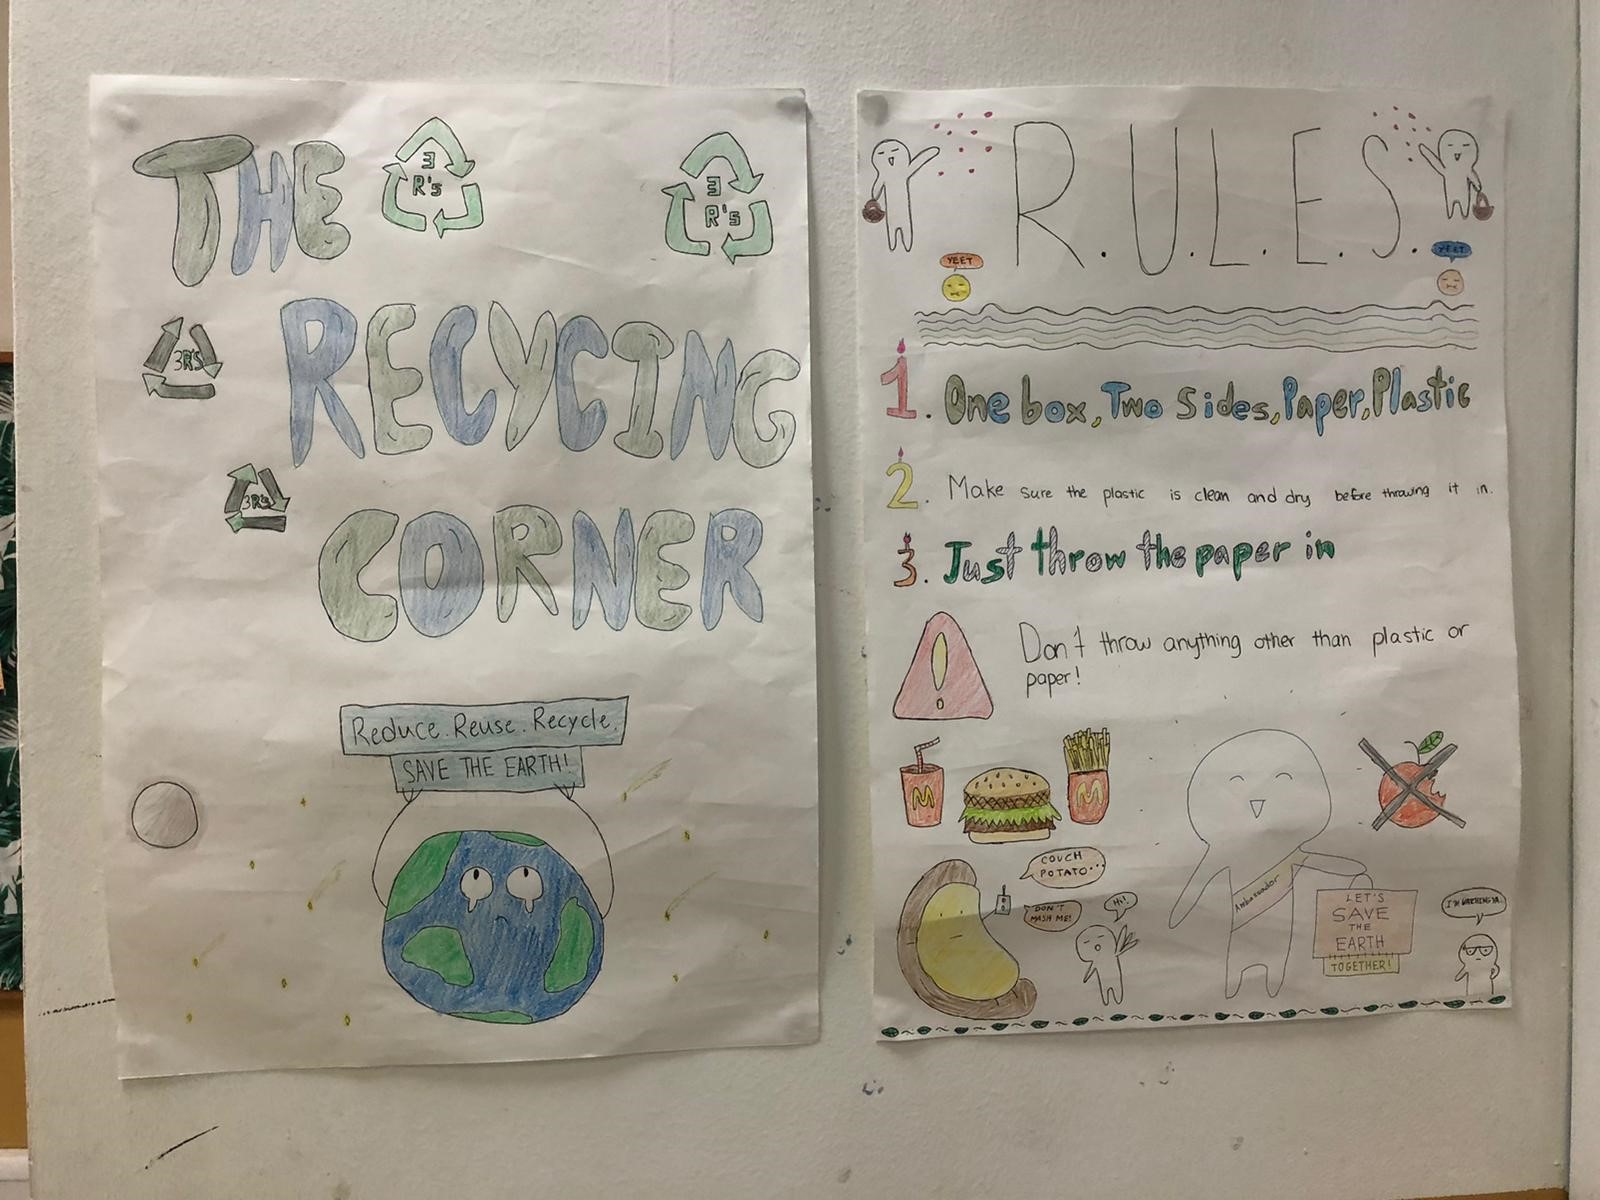 THE
3
R's
3
R's
RECYCING
3R's
CORNER
3R's
Reduce. Reuse. Recycle.
SAVE THE EARTH!
R.U.L.E.S.
YEET
YEET
1. One box, Two Sides, Paper, Plastic
2. Make sure the plastic is clean and dry before throwing it in.
3. Just throw the paper in
Don't throw anything other than plastic or
paper!
M
M
COUCH
POTATO...
DON'T
MASH ME!
Hi!
Ambassador
LET'S
SAVE
THE
EARTH
TOGETHER!
I'M WATCHING YA.